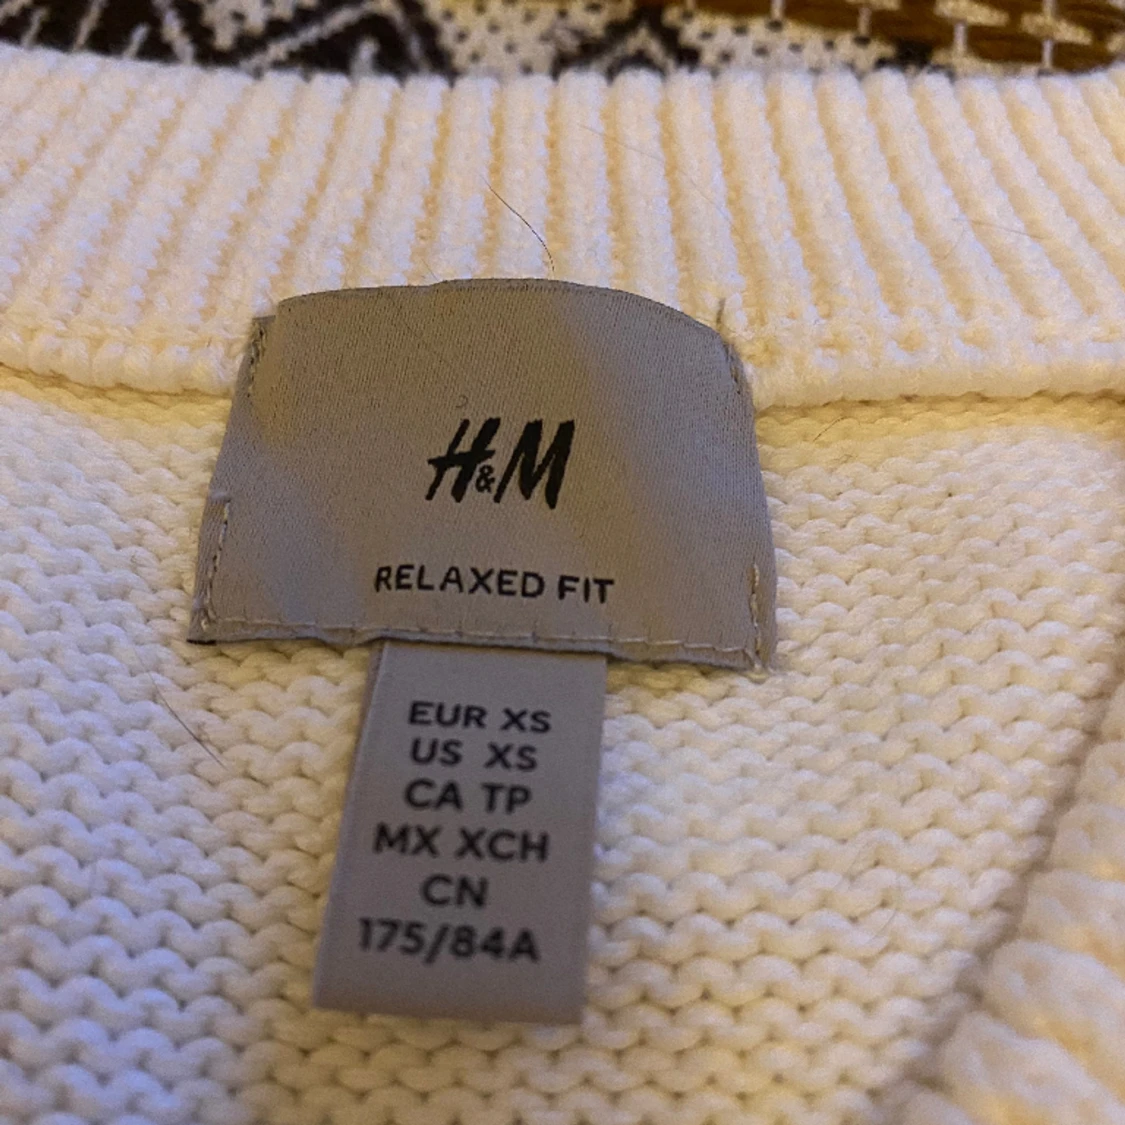 H&M
RELAXED FIT
EUR XS
US XS
CA TP
MX XCH
CN
175/84A